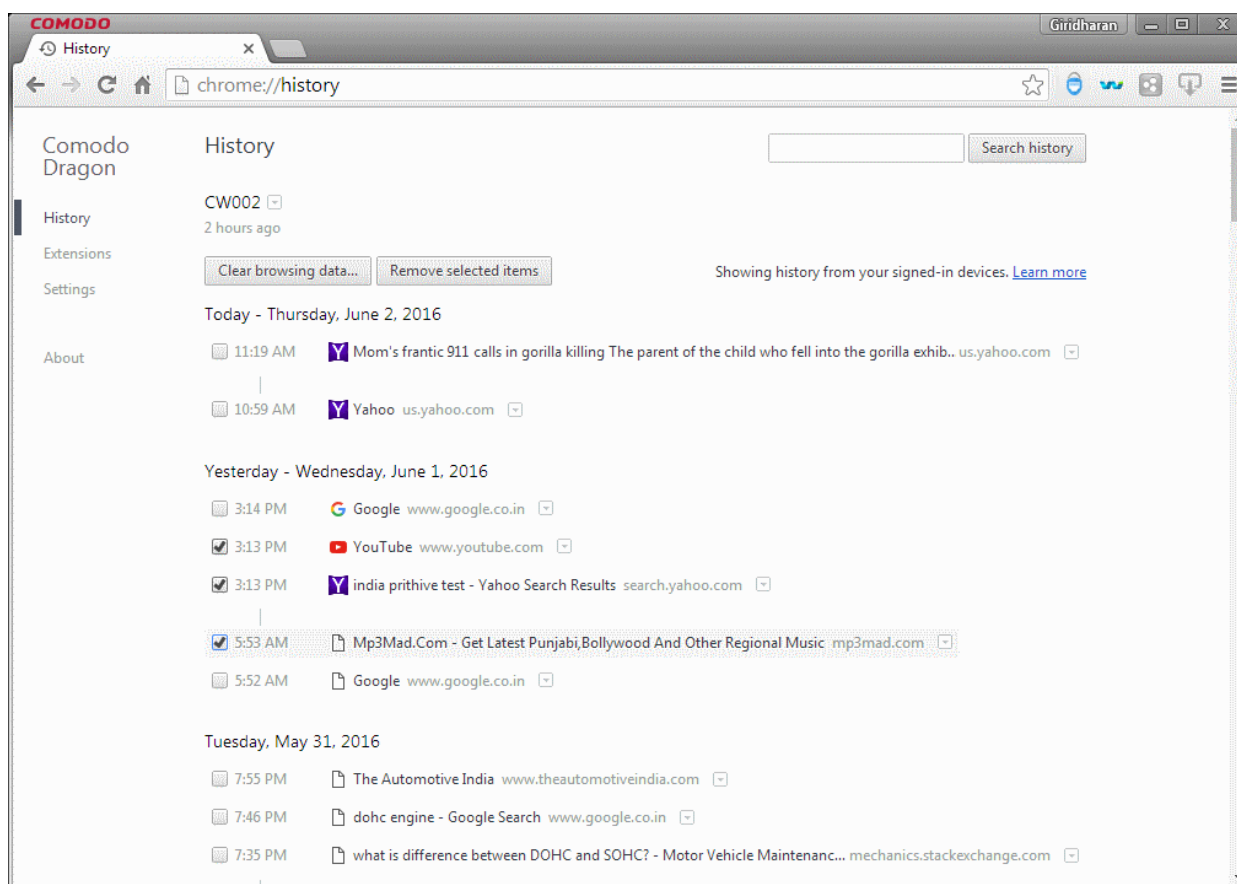 COMODO
Giridharan
History
chrome://history
Comodo
Dragon
History
Search history
CW002
2 hours ago
History
Extensions
Settings
About
Clear browsing data...
Remove selected items
Showing history from your signed-in devices. Learn more
Today - Thursday, June 2, 2016
11:19 AM Mom's frantic 911 calls in gorilla killing The parent of the child who fell into the gorilla exhib.. us.yahoo.com
10:59 AM Yahoo us.yahoo.com
Yesterday - Wednesday, June 1, 2016
3:14 PM Google www.google.co.in
3:13 PM YouTube www.youtube.com
3:13 PM india prithive test - Yahoo Search Results search.yahoo.com
5:53 AM Mp3Mad.Com - Get Latest Punjabi,Bollywood And Other Regional Music mp3mad.com
5:52 AM Google www.google.co.in
Tuesday, May 31, 2016
7:55 PM The Automotive India www.theautomotiveindia.com
7:46 PM dohc engine - Google Search www.google.co.in
7:35 PM what is difference between DOHC and SOHC? - Motor Vehicle Maintenanc... mechanics.stackexchange.com